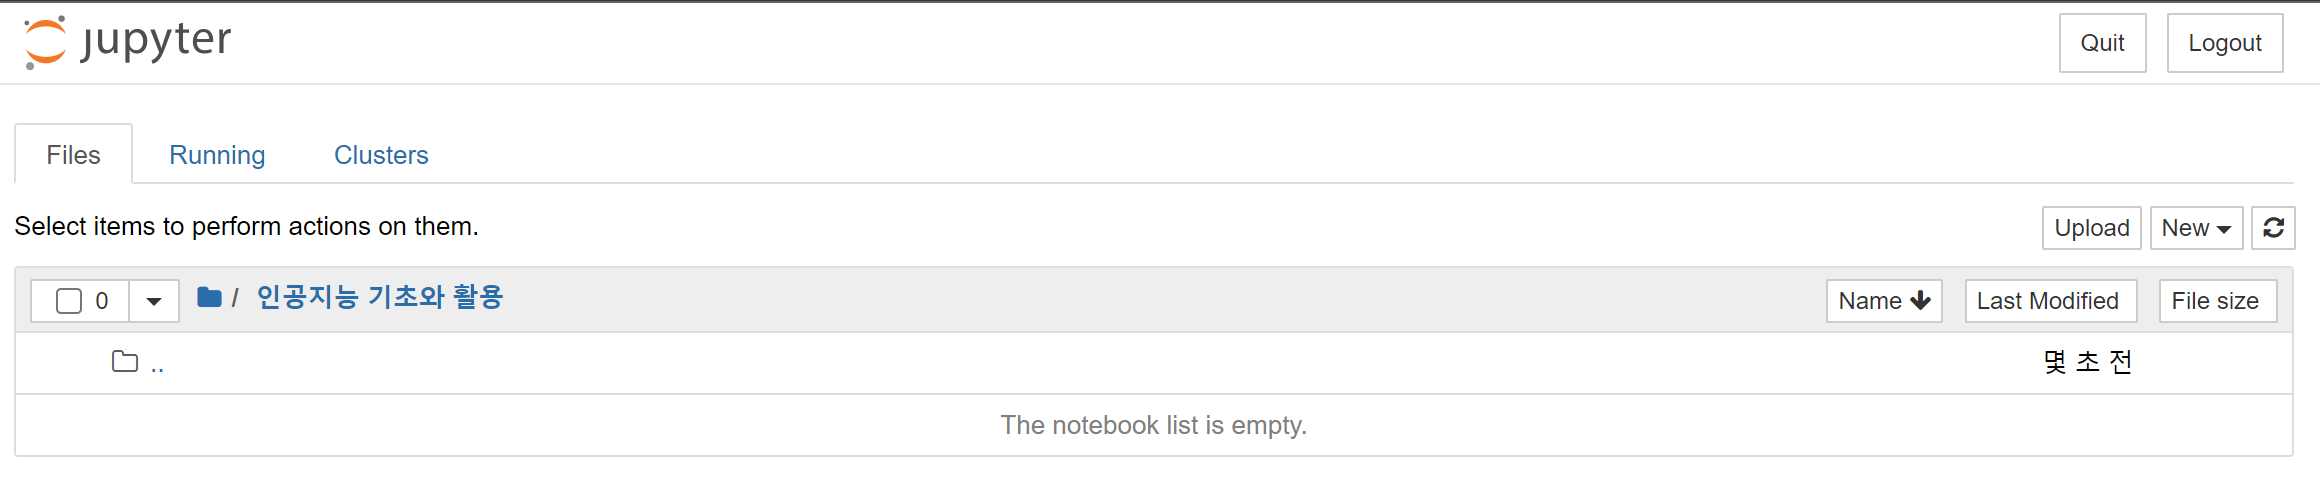 jupyter Quit Logout
Files Running Clusters
Select items to perform actions on them. Upload New
0 / 인공지능 기초와 활용 Name Last Modified File size
.. 몇 초 전
The notebook list is empty.